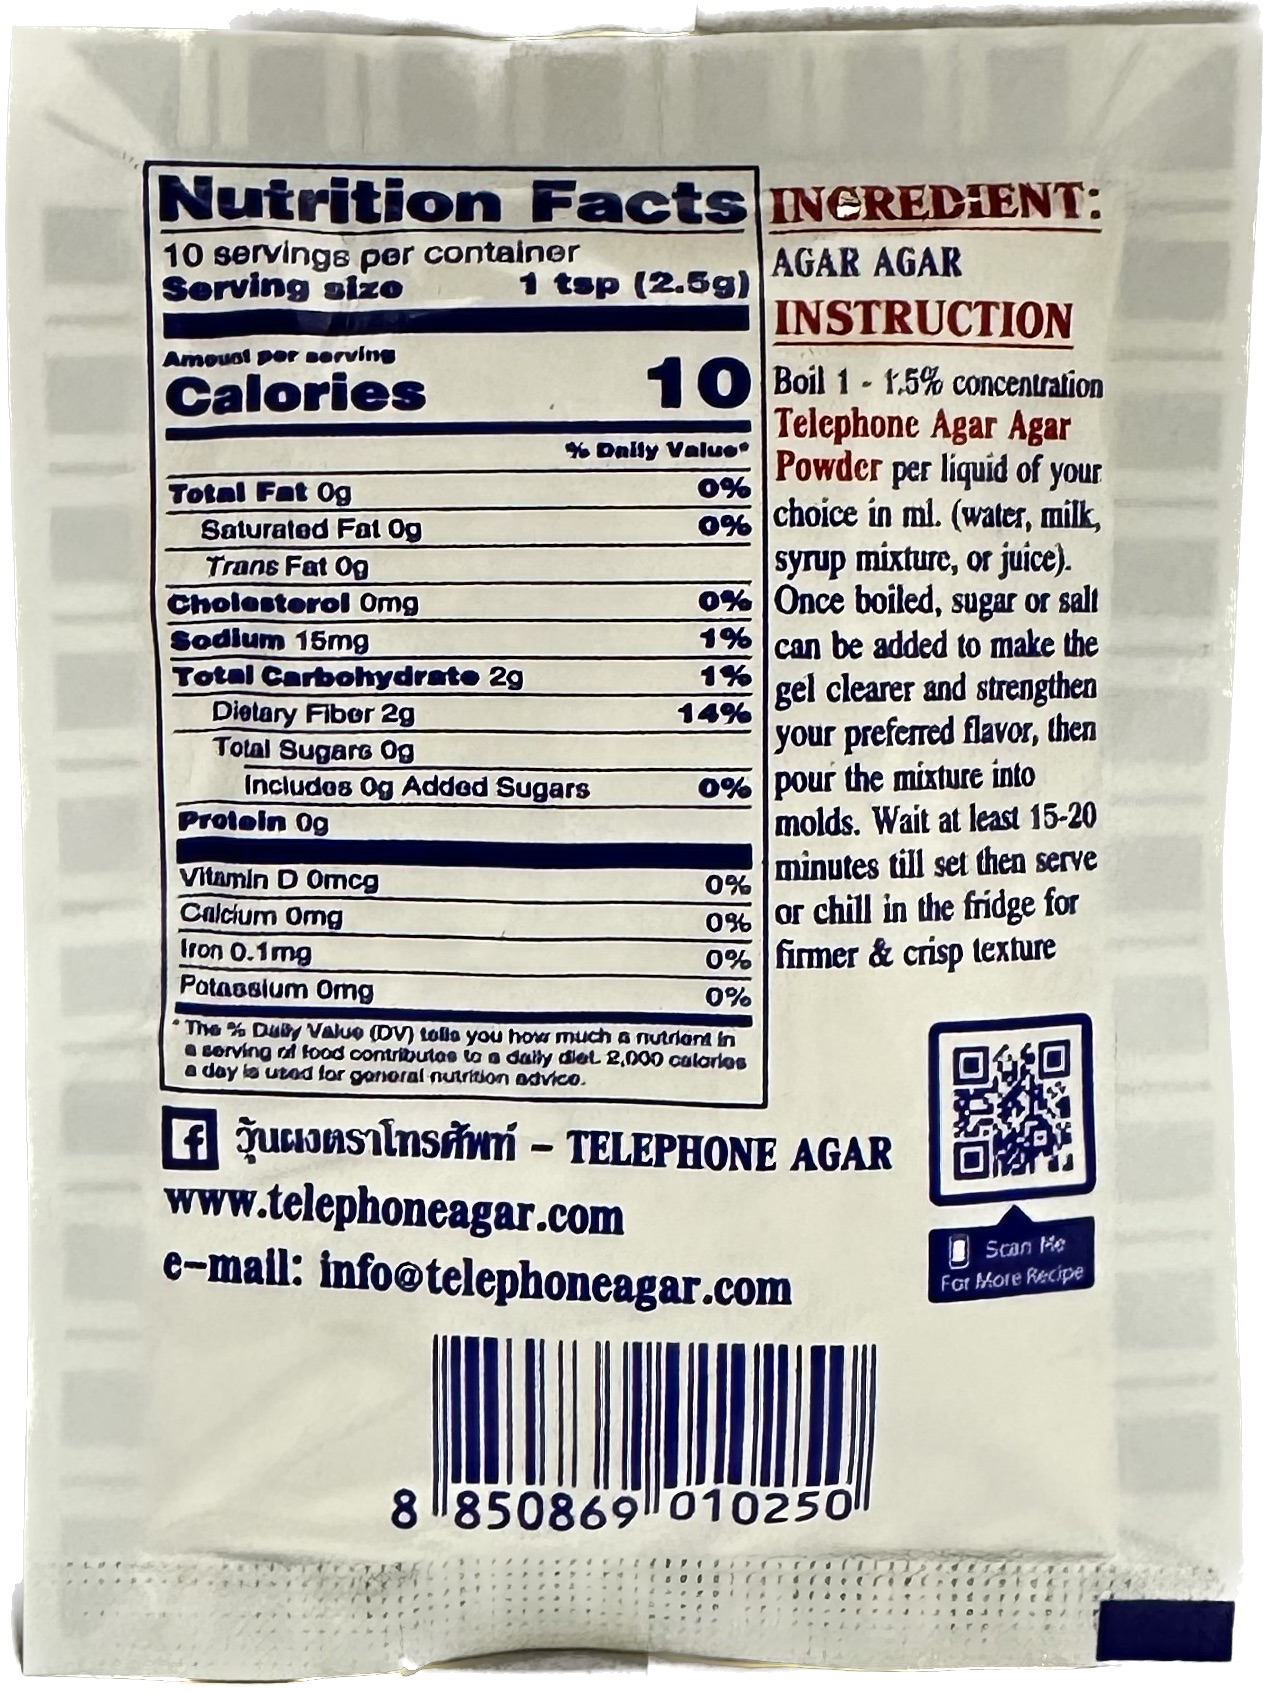 Nutrition Facts
10 servings per container
Serving size 1 tsp (2.5g)
Amount per serving
Calories 10
% Daily Value*
Total Fat 0g 0%
Saturated Fat 0g 0%
Trans Fat 0g
Cholesterol 0mg 0%
Sodium 15mg 1%
Total Carbohydrate 2g 1%
Dietary Fiber 2g 14%
Total Sugars 0g
Includes 0g Added Sugars 0%
Protein 0g
Vitamin D 0mcg 0%
Calcium 0mg 0%
Iron 0.1mg 0%
Potassium 0mg 0%
* The % Daily Value (DV) tells you how much a nutrient in
a serving of food contributes to a daily diet. 2,000 calories
a day is used for general nutrition advice.
INGREDIENT:
AGAR AGAR
INSTRUCTION
Boil 1 - 1.5% concentration
Telephone Agar Agar
Powder per liquid of your
choice in ml. (water, milk,
syrup mixture, or juice).
Once boiled, sugar or salt
can be added to make the
gel clearer and strengthen
your preferred flavor, then
pour the mixture into
molds. Wait at least 15-20
minutes till set then serve
or chill in the fridge for
firmer & crisp texture
Scan Me
For More Recipe
f วุ้นผงตราโทรศัพท์ - TELEPHONE AGAR
www.telephoneagar.com
e-mail: info@telephoneagar.com
8 850869 010250